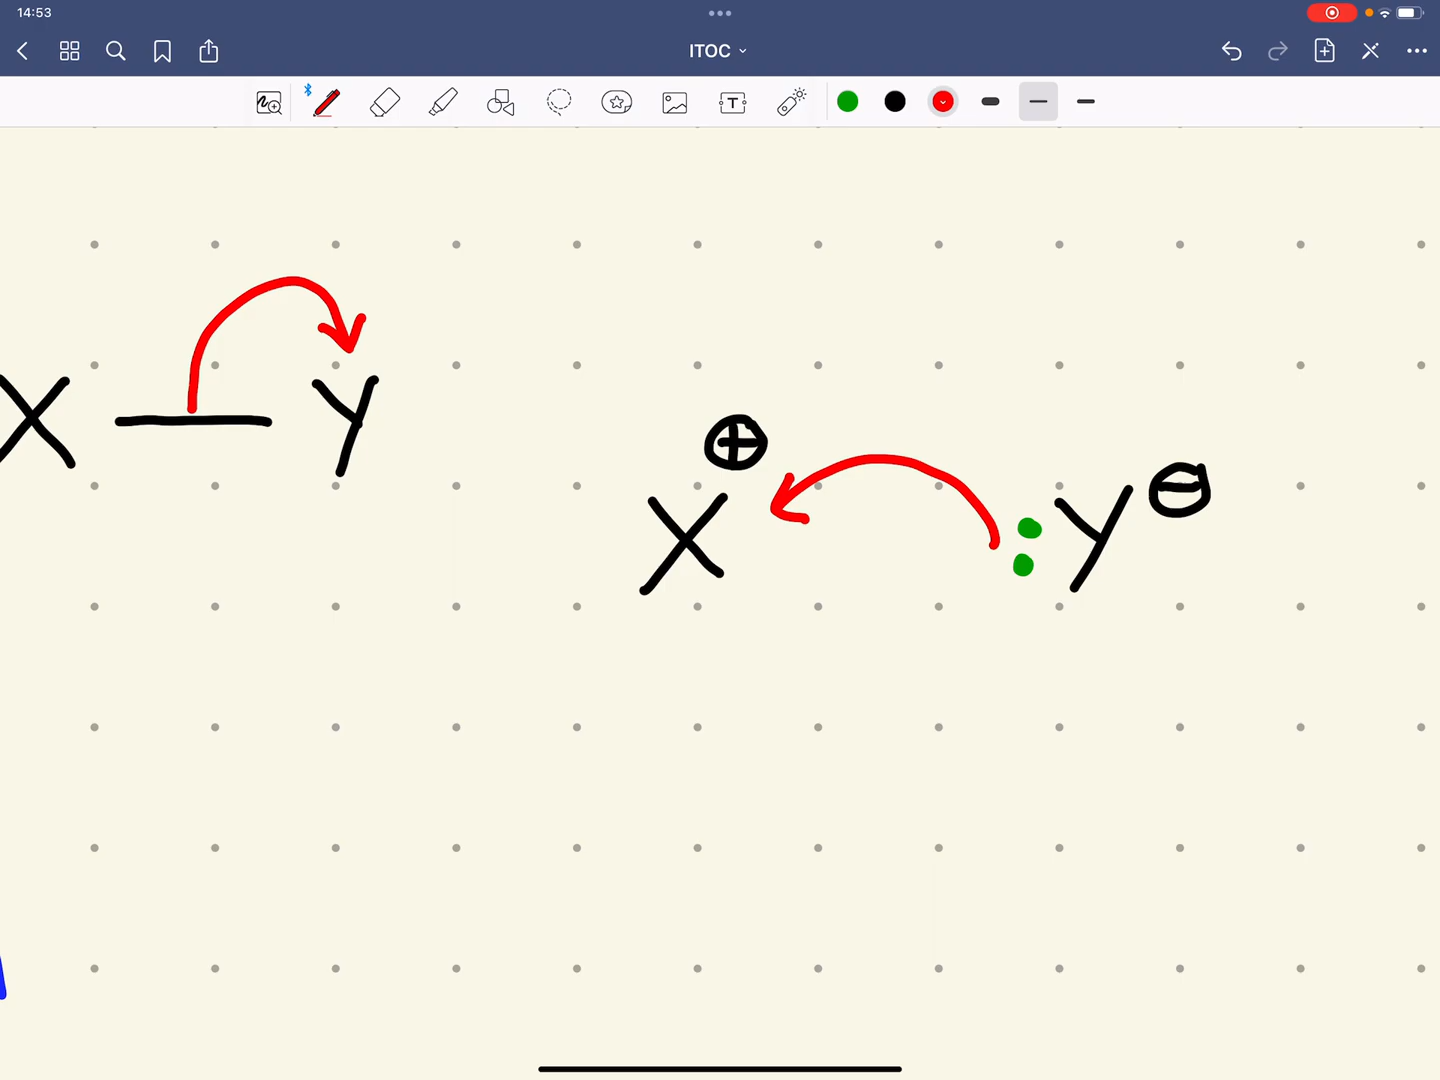 14:53
ITOC
T
X — Y
X⊕ :Y⊖